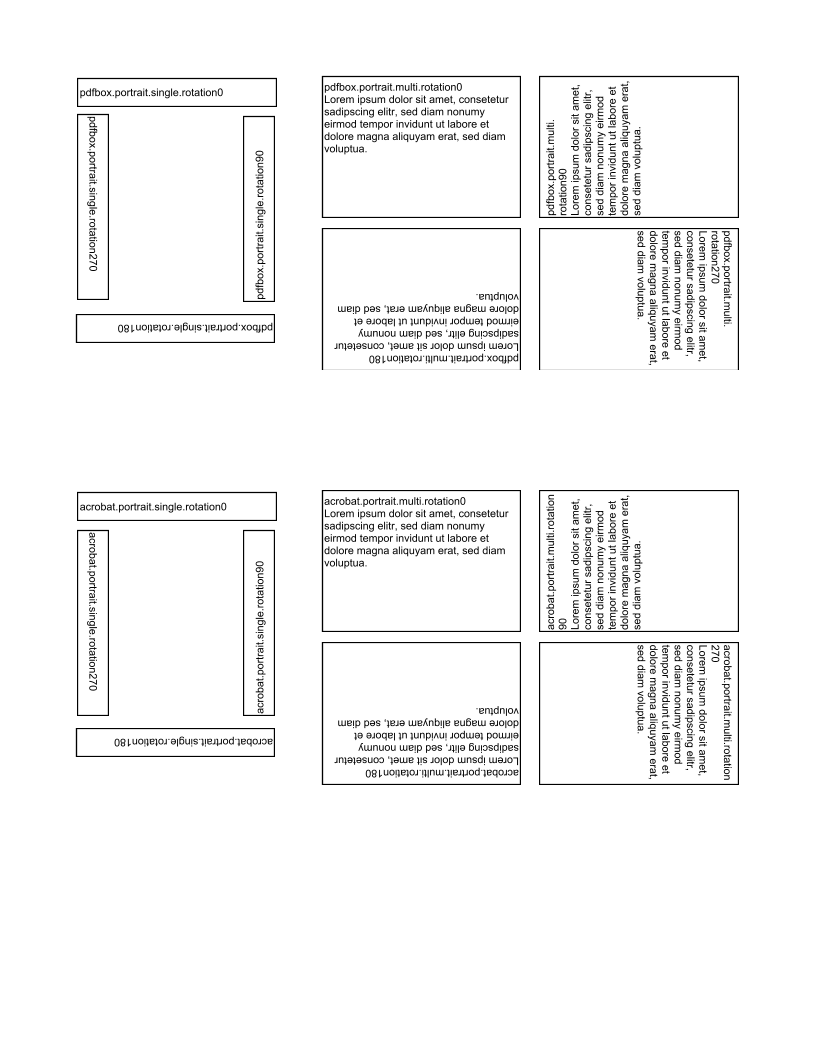 pdfbox.portrait.single.rotation0
pdfbox.portrait.single.rotation270
pdfbox.portrait.single.rotation90
pdfbox.portrait.single.rotation180
pdfbox.portrait.multi.rotation0
Lorem ipsum dolor sit amet, consetetur
sadipscing elitr, sed diam nonumy
eirmod tempor invidunt ut labore et
dolore magna aliquyam erat, sed diam
voluptua.
pdfbox.portrait.multi.
rotation90
Lorem ipsum dolor sit amet,
consetetur sadipscing elitr,
sed diam nonumy eirmod
tempor invidunt ut labore et
dolore magna aliquyam erat,
sed diam voluptua.
pdfbox.portrait.multi.rotation180
Lorem ipsum dolor sit amet, consetetur
sadipscing elitr, sed diam nonumy
eirmod tempor invidunt ut labore et
dolore magna aliquyam erat, sed diam
voluptua.
pdfbox.portrait.multi.
rotation270
Lorem ipsum dolor sit amet,
consetetur sadipscing elitr,
sed diam nonumy eirmod
tempor invidunt ut labore et
dolore magna aliquyam erat,
sed diam voluptua.
acrobat.portrait.single.rotation0
acrobat.portrait.single.rotation270
acrobat.portrait.single.rotation90
acrobat.portrait.single.rotation180
acrobat.portrait.multi.rotation0
Lorem ipsum dolor sit amet, consetetur
sadipscing elitr, sed diam nonumy
eirmod tempor invidunt ut labore et
dolore magna aliquyam erat, sed diam
voluptua.
acrobat.portrait.multi.rotation
90
Lorem ipsum dolor sit amet,
consetetur sadipscing elitr,
sed diam nonumy eirmod
tempor invidunt ut labore et
dolore magna aliquyam erat,
sed diam voluptua.
acrobat.portrait.multi.rotation180
Lorem ipsum dolor sit amet, consetetur
sadipscing elitr, sed diam nonumy
eirmod tempor invidunt ut labore et
dolore magna aliquyam erat, sed diam
voluptua.
acrobat.portrait.multi.rotation
270
Lorem ipsum dolor sit amet,
consetetur sadipscing elitr,
sed diam nonumy eirmod
tempor invidunt ut labore et
dolore magna aliquyam erat,
sed diam voluptua.